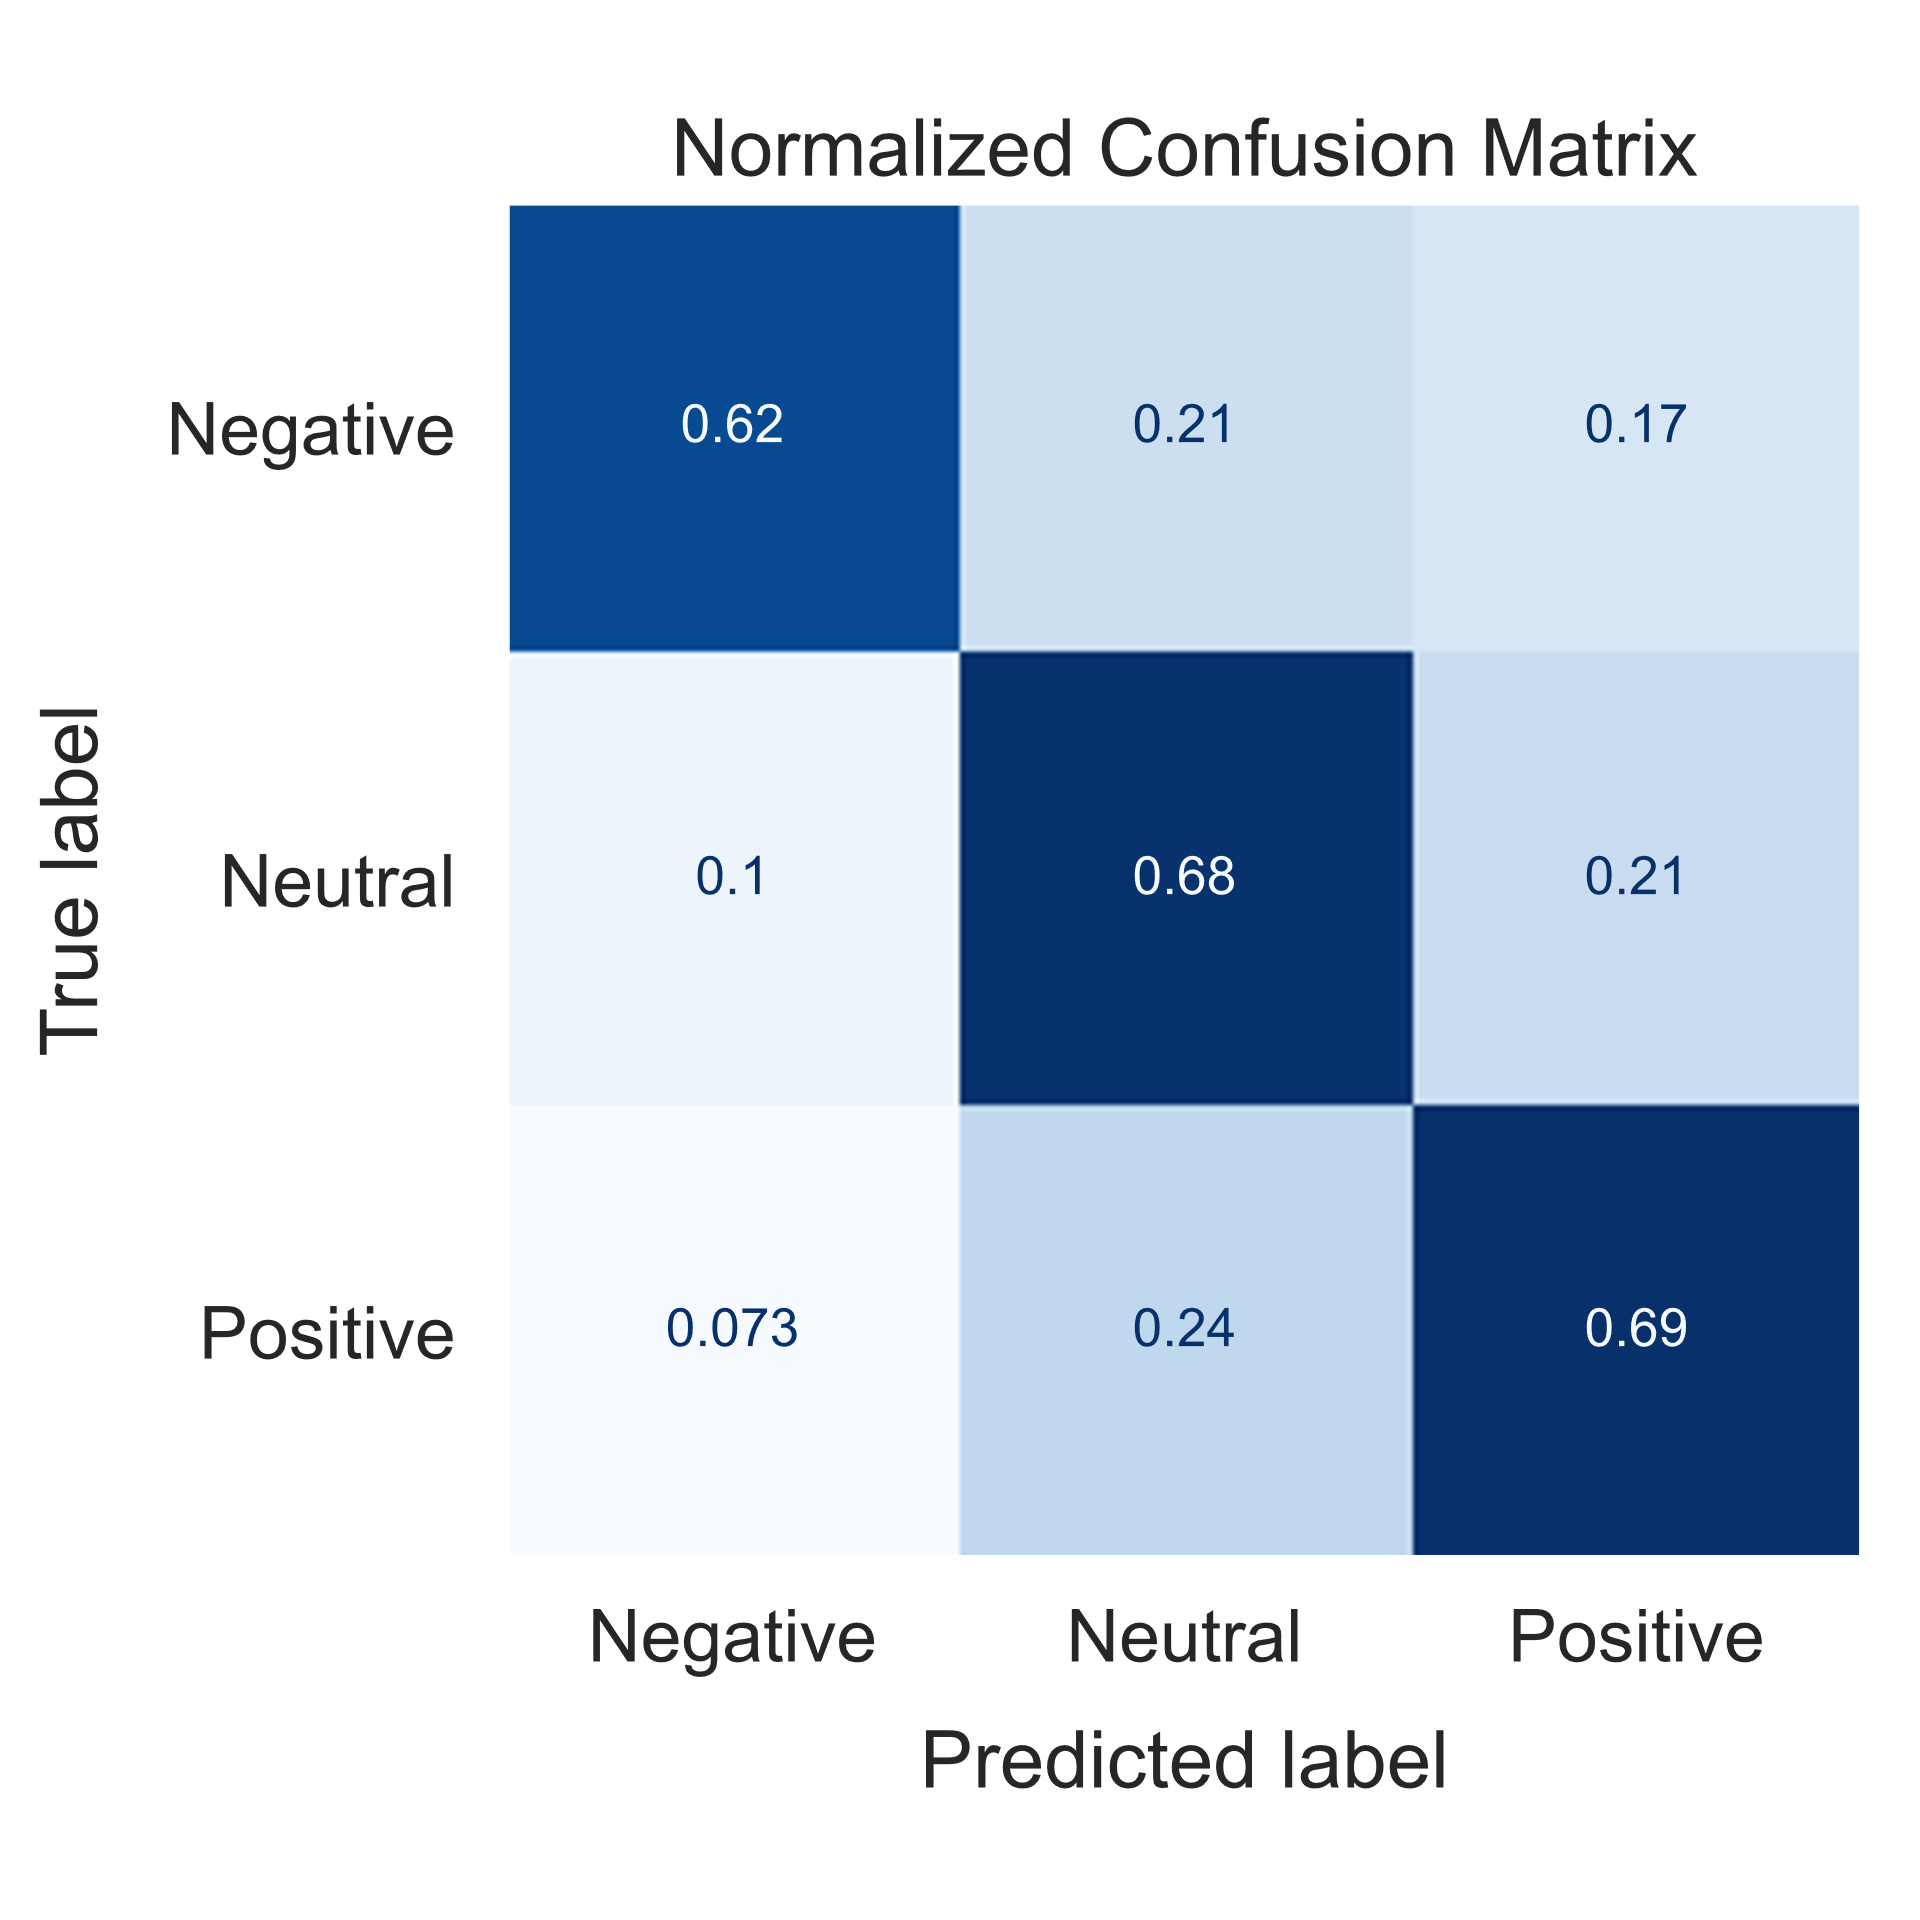 Normalized Confusion Matrix
True label
Negative 0.62 0.21 0.17
Neutral 0.1 0.68 0.21
Positive 0.073 0.24 0.69
Negative Neutral Positive
Predicted label